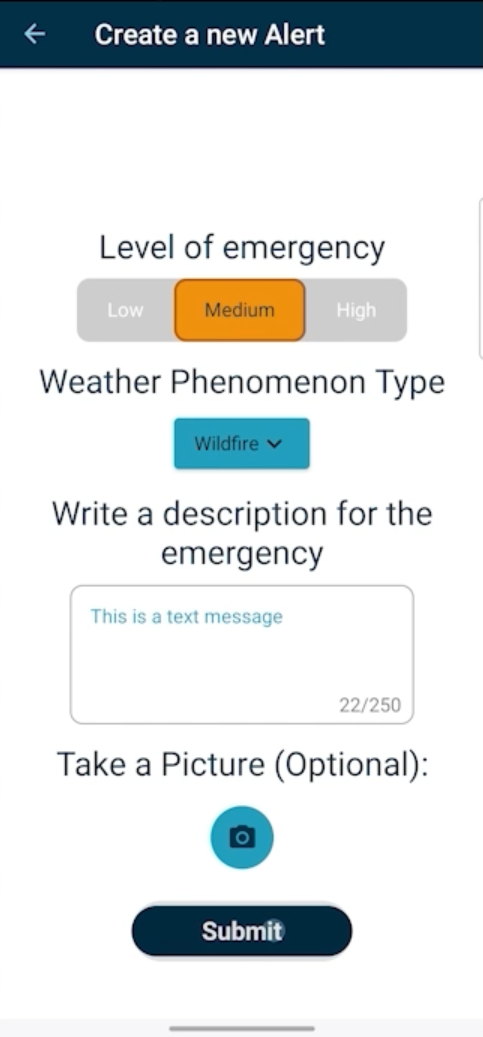 Create a new Alert
Level of emergency
Low Medium High
Weather Phenomenon Type
Wildfire
Write a description for the
emergency
This is a text message
22/250
Take a Picture (Optional):
Submit